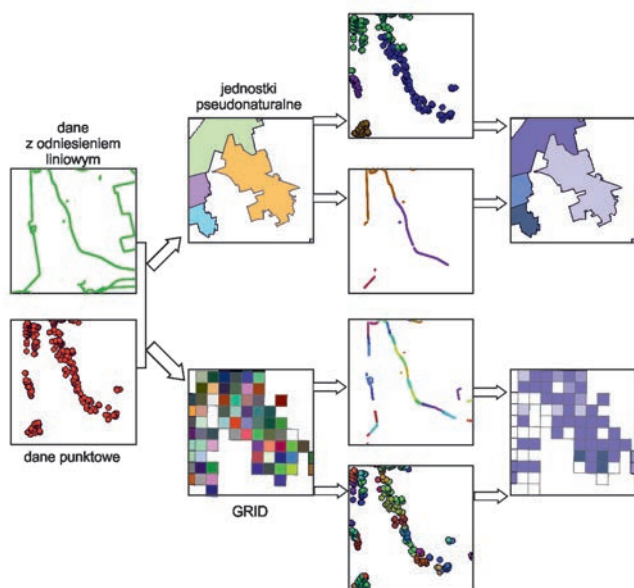 jednostki
pseudonaturalne
dane
z odniesieniem
liniowym
dane punktowe
GRID